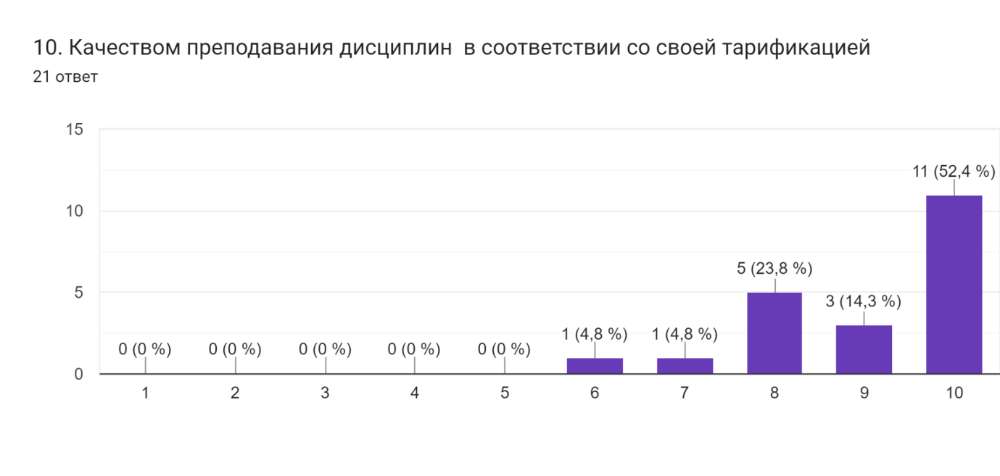 10. Качеством преподавания дисциплин  в соответствии со своей тарификацией
21 ответ
15
10
5
0
0 (0 %)
0 (0 %)
0 (0 %)
0 (0 %)
0 (0 %)
1 (4,8 %)
1 (4,8 %)
5 (23,8 %)
3 (14,3 %)
11 (52,4 %)
1 2 3 4 5 6 7 8 9 10